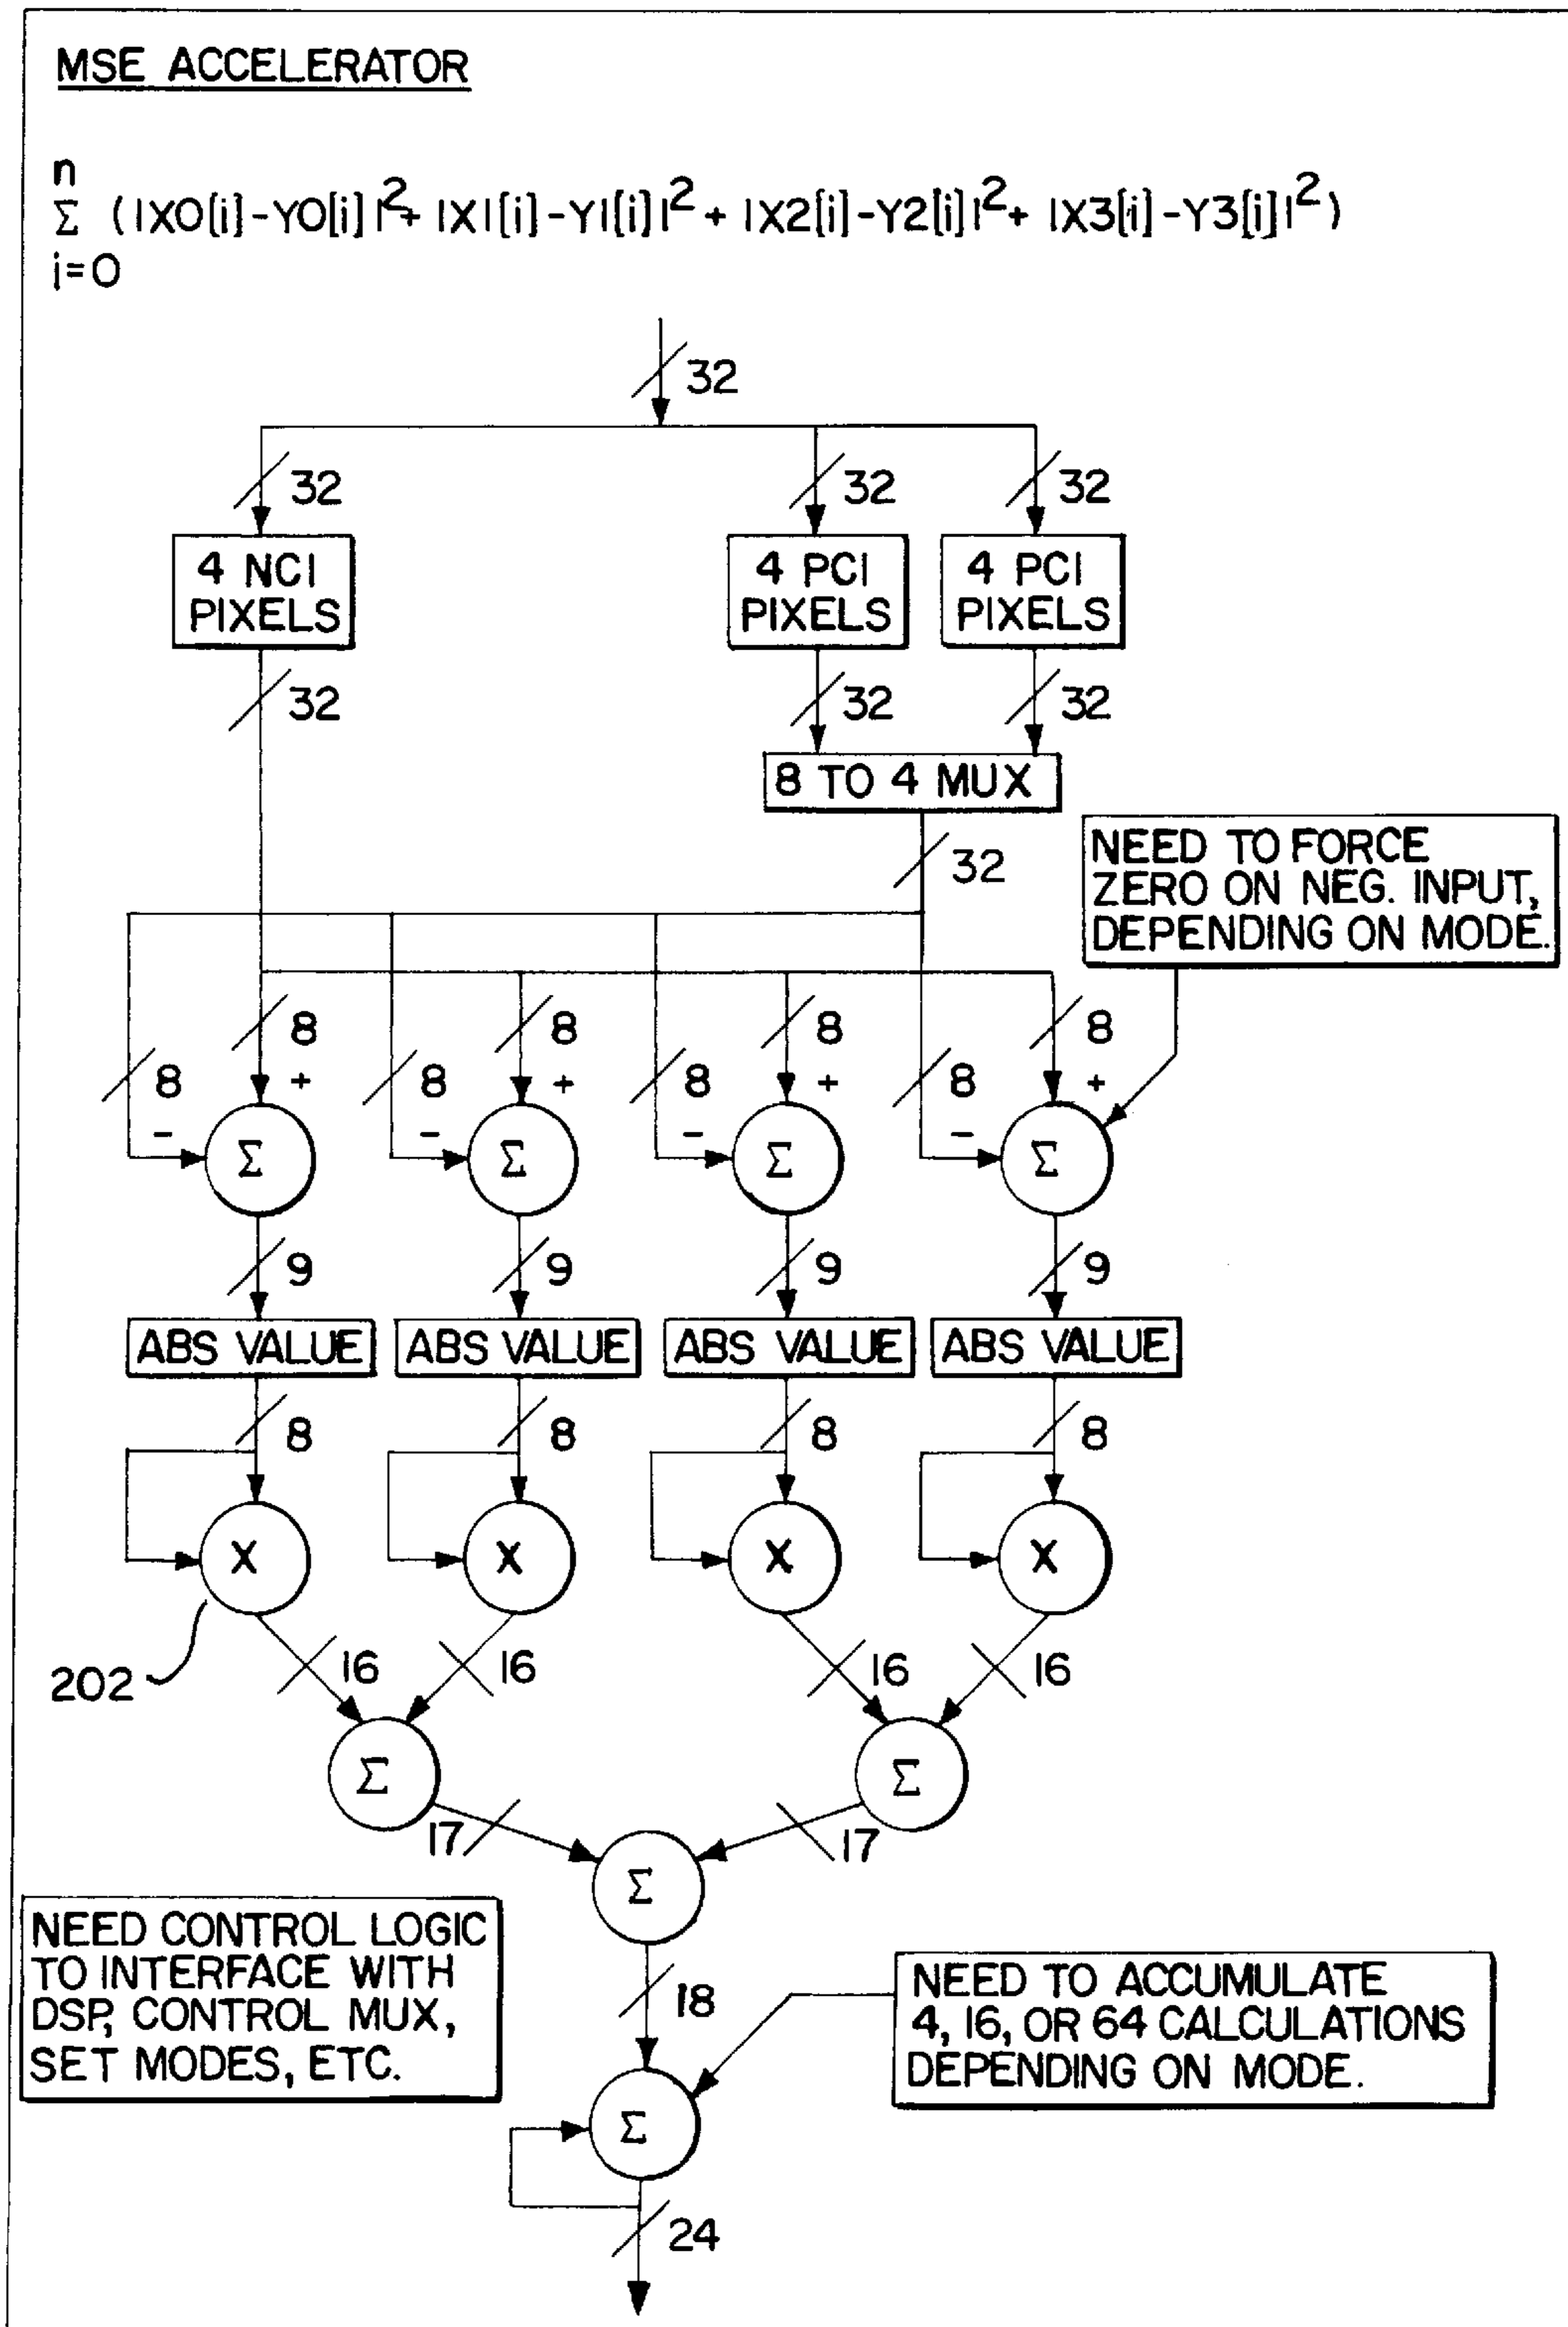 MSE ACCELERATOR
n
Σ (|X0[i]-Y0[i]|²+ |X1[i]-Y1[i]|² + |X2[i]-Y2[i]|²+ |X3[i]-Y3[i]|²)
i=0
32
32 32 32
4 NCI
PIXELS
4 PCI
PIXELS
4 PCI
PIXELS
32 32 32
8 TO 4 MUX
32
NEED TO FORCE
ZERO ON NEG. INPUT,
DEPENDING ON MODE.
8 8 8 8
8 + 8 + 8 + 8 +
- - - -
Σ Σ Σ Σ
9 9 9 9
ABS VALUE ABS VALUE ABS VALUE ABS VALUE
8 8 8 8
X X X X
202
16 16 16 16
Σ Σ
17 17
Σ
NEED CONTROL LOGIC
TO INTERFACE WITH
DSP, CONTROL MUX,
SET MODES, ETC.
18
NEED TO ACCUMULATE
4, 16, OR 64 CALCULATIONS
DEPENDING ON MODE.
Σ
24